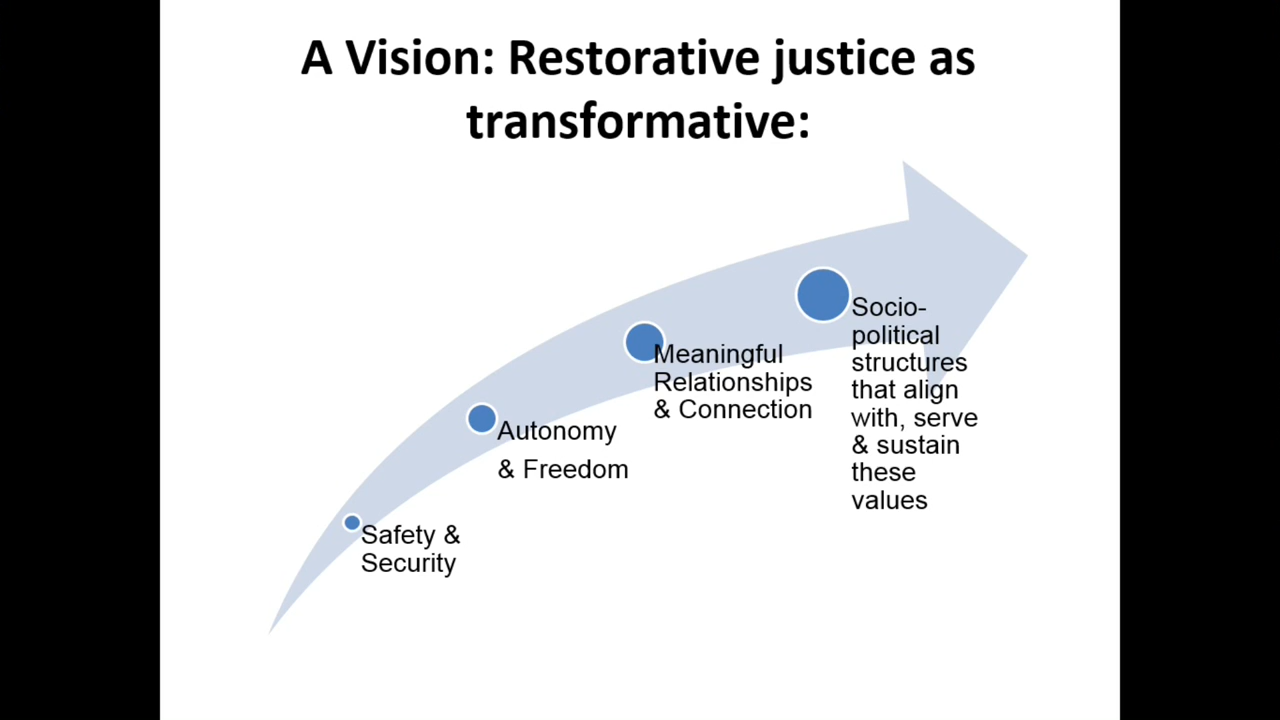 A Vision: Restorative justice as
transformative:
Safety &
Security
Autonomy
& Freedom
Meaningful
Relationships
& Connection
Socio-
political
structures
that align
with, serve
& sustain
these
values